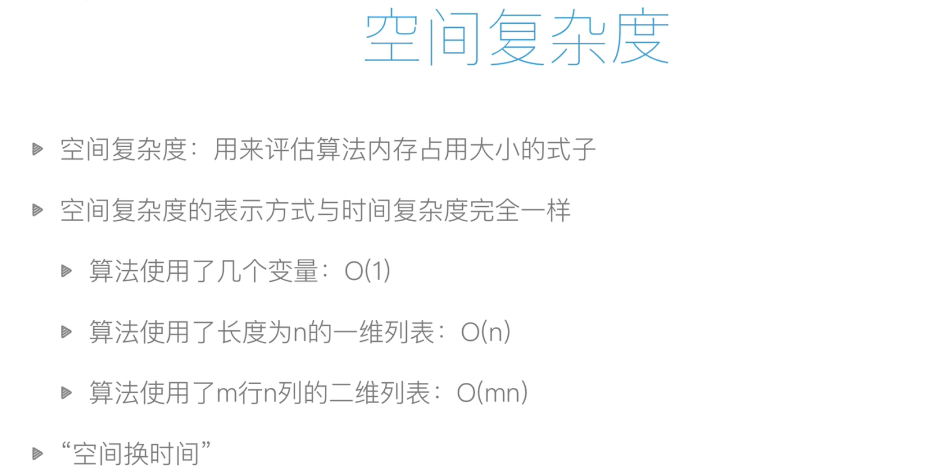 空间复杂度
空间复杂度：用来评估算法内存占用大小的式子
空间复杂度的表示方式与时间复杂度完全一样
算法使用了几个变量：O(1)
算法使用了长度为n的一维列表：O(n)
算法使用了m行n列的二维列表：O(mn)
“空间换时间”